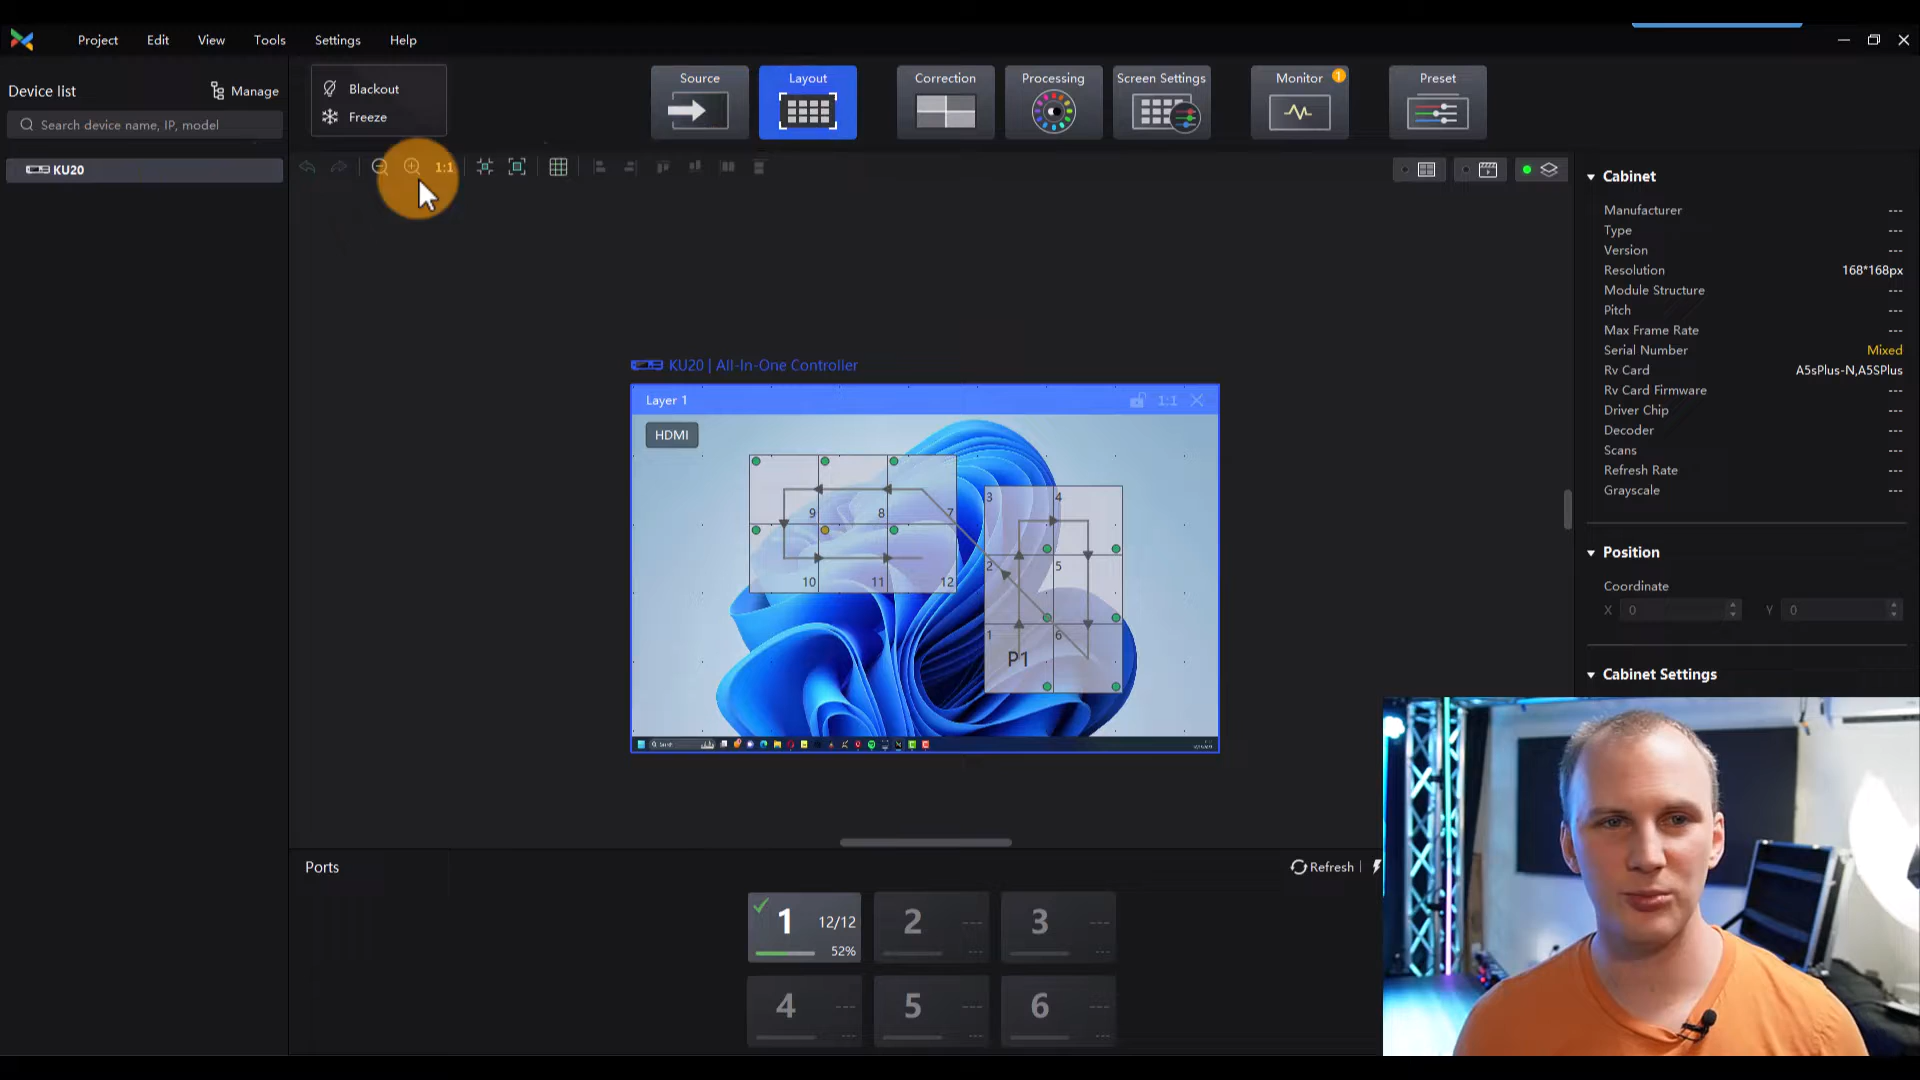 Project Edit View Tools Settings Help
Device list Manage
Search device name, IP, model
KU20
Blackout
Freeze
Source Layout Correction Processing Screen Settings Monitor 1 Preset
1:1
KU20 | All-In-One Controller
Layer 1 1:1
HDMI
9 8 7
10 11 12
3 4
2 5
1 6
P1
Cabinet
Manufacturer ---
Type ---
Version ---
Resolution 168*168px
Module Structure ---
Pitch ---
Max Frame Rate ---
Serial Number Mixed
Rv Card A5sPlus-N,A5SPlus
Rv Card Firmware ---
Driver Chip ---
Decoder ---
Scans ---
Refresh Rate ---
Grayscale ---
Position
Coordinate
X 0 Y 0
Cabinet Settings
Ports Refresh
1 12/12 52%
2 --- ---
3 --- ---
4 --- ---
5 --- ---
6 --- ---